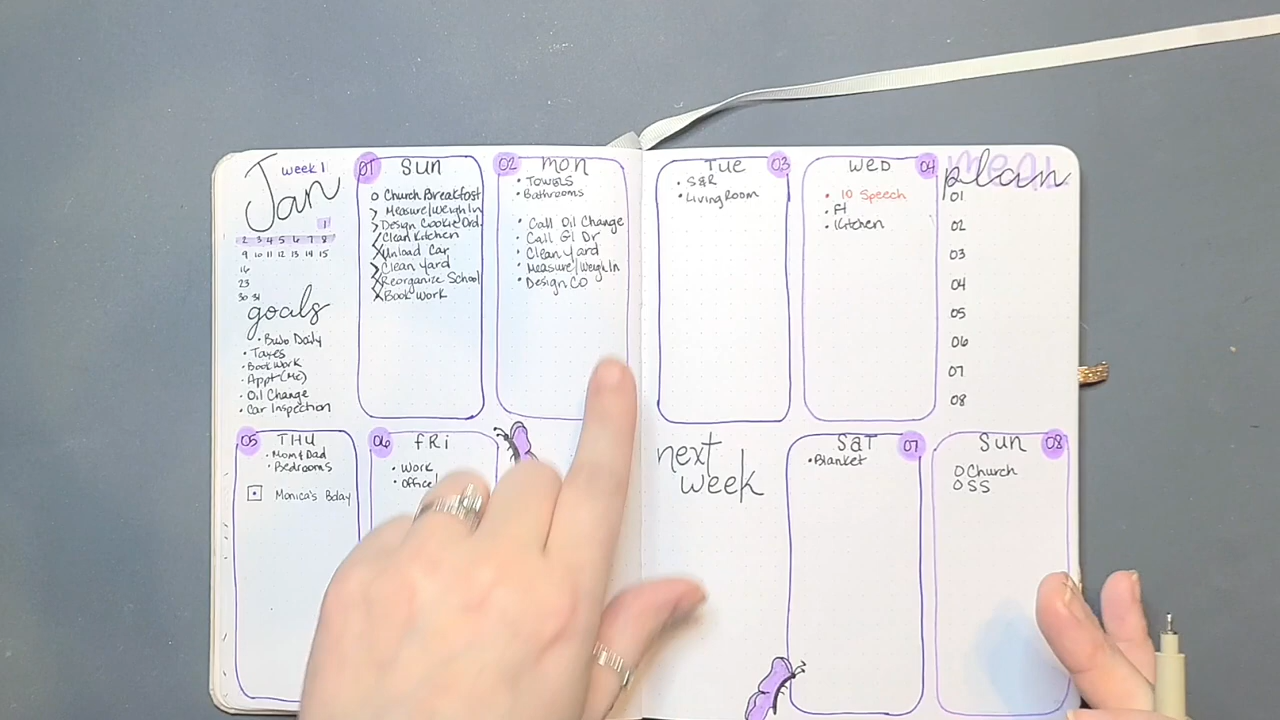 Jan
week 1
1
2 3 4 5 6 7 8
9 10 11 12 13 14 15
16
23
30 31
goals
• Bujo Daily
• Taxes
• Book Work
• Appt (Mc)
• Oil Change
• Car Inspection
01 Sun
O Church Breakfast
> Measure/Weigh In
> Design Cookie Ord.
Clean Kitchen
X Unload Car
> Clean Yard
X Reorganize School
X Book Work
02 mon
• Towels
• Bathrooms
• Call Oil Change
• Call GI Dr
• Clean Yard
• Measure/Weigh In
• Design CO
Tue 03
• S&R
• Living Room
WED 04
• 10 Speech
• Kitchen
meal
plan
01
02
03
04
05
06
07
08
05 THU
• Mom & Dad
• Bedrooms
Monica's Bday
06 fRi
• Work
• Office
next
week
Sat 07
• Blanket
Sun 08
O Church
O SS